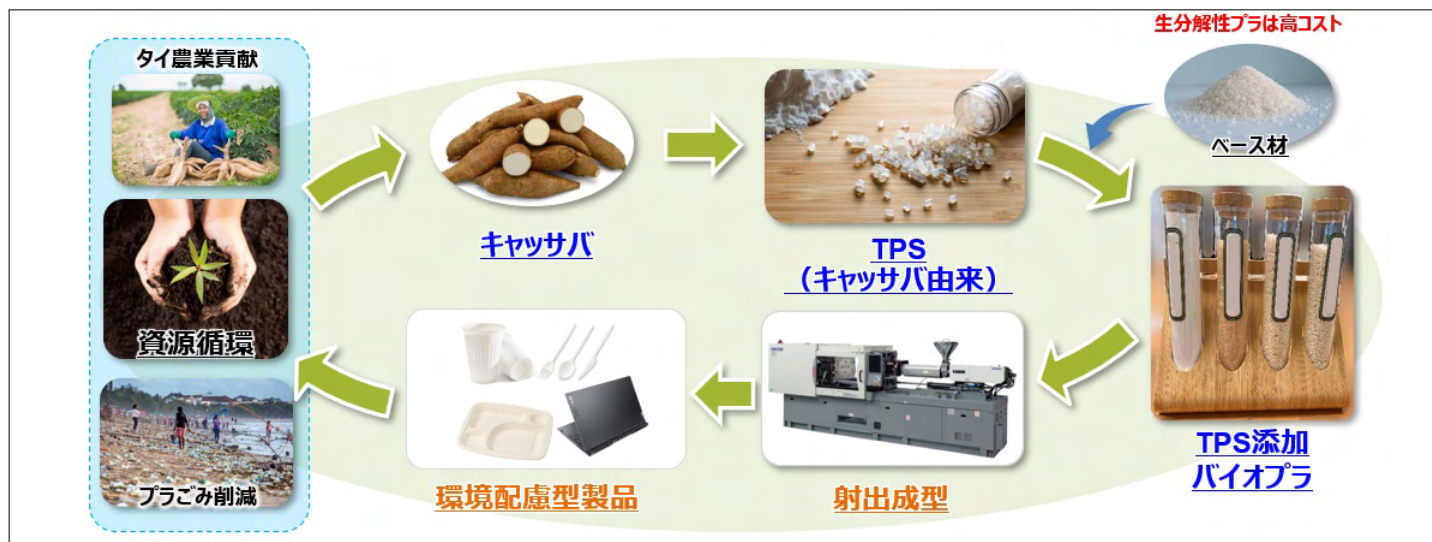 タイ農業貢献
資源循環
プラごみ削減
キャッサバ
TPS
（キャッサバ由来）
生分解性プラは高コスト
ベース材
TPS添加
バイオプラ
射出成型
環境配慮型製品